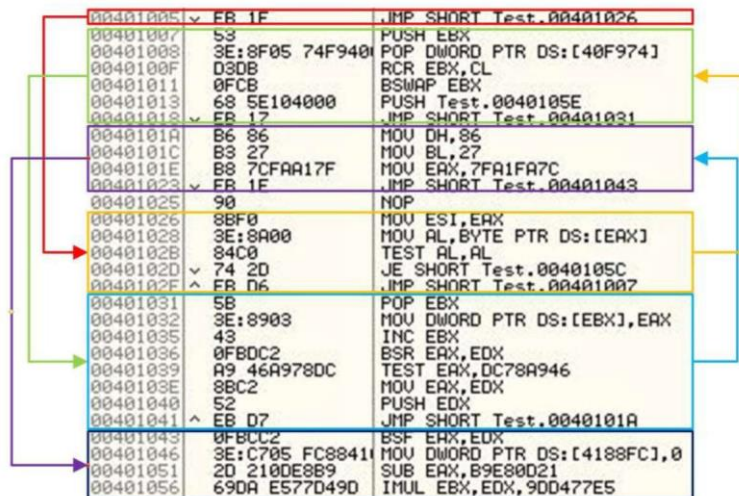 00401005 ∨ EB 1F JMP SHORT Test.00401026
00401007 53 PUSH EBX
00401008 3E:8F05 74F940 POP DWORD PTR DS:[40F974]
0040100F D3DB RCR EBX,CL
00401011 0FCB BSWAP EBX
00401013 68 5E104000 PUSH Test.0040105E
00401018 ∨ EB 17 JMP SHORT Test.00401031
0040101A B6 86 MOV DH,86
0040101C B3 27 MOV BL,27
0040101E B8 7CFAA17F MOV EAX,7FA1FA7C
00401023 ∨ EB 1E JMP SHORT Test.00401043
00401025 90 NOP
00401026 8BF0 MOV ESI,EAX
00401028 3E:8A00 MOV AL,BYTE PTR DS:[EAX]
0040102B 84C0 TEST AL,AL
0040102D ∨ 74 2D JE SHORT Test.0040105C
0040102F ^ EB D6 JMP SHORT Test.00401007
00401031 5B POP EBX
00401032 3E:8903 MOV DWORD PTR DS:[EBX],EAX
00401035 43 INC EBX
00401036 0FBDC2 BSR EAX,EDX
00401039 A9 46A978DC TEST EAX,DC78A946
0040103E 8BC2 MOV EAX,EDX
00401040 52 PUSH EDX
00401041 ^ EB D7 JMP SHORT Test.0040101A
00401043 0FBCC2 BSF EAX,EDX
00401046 3E:C705 FC8841 MOV DWORD PTR DS:[4188FC],0
00401051 2D 210DE8B9 SUB EAX,B9E80D21
00401056 69DA E577D49D IMUL EBX,EDX,9DD477E5